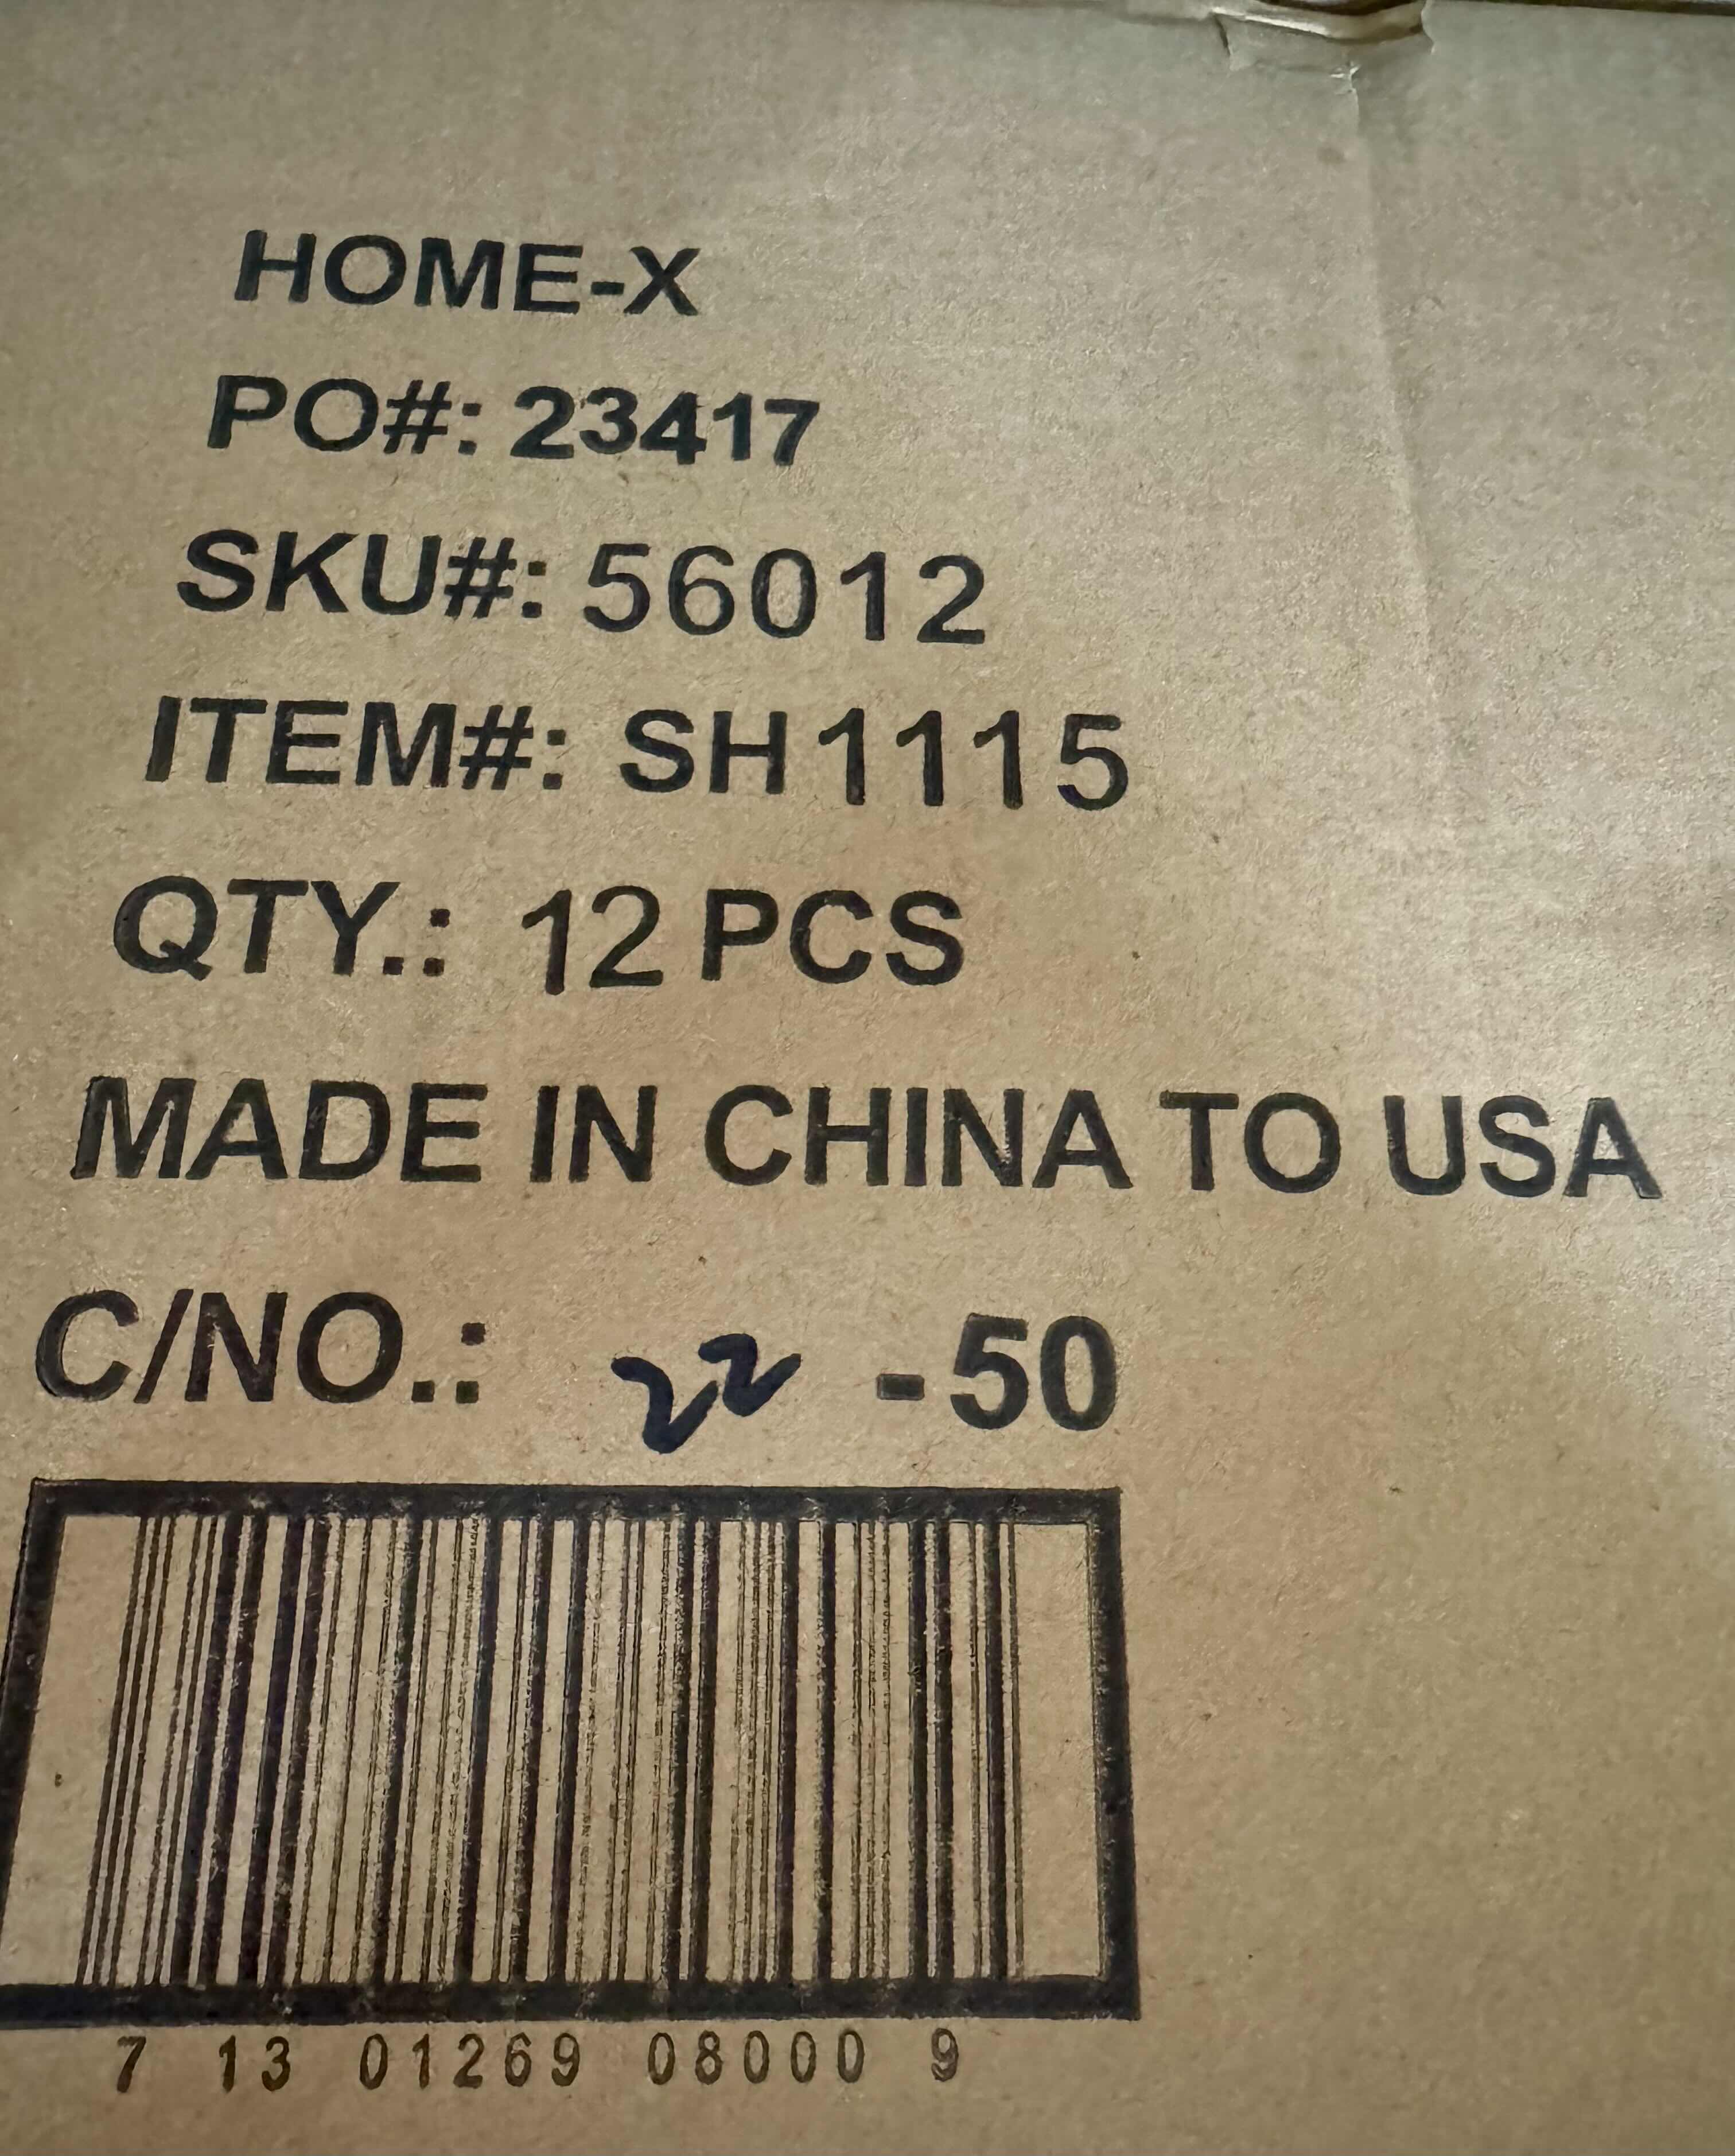 HOME-X
PO#: 23417
SKU#: 56012
ITEM#: SH1115
QTY.: 12 PCS
MADE IN CHINA TO USA
C/NO.: 22 -50
7 13 01269 08000 9